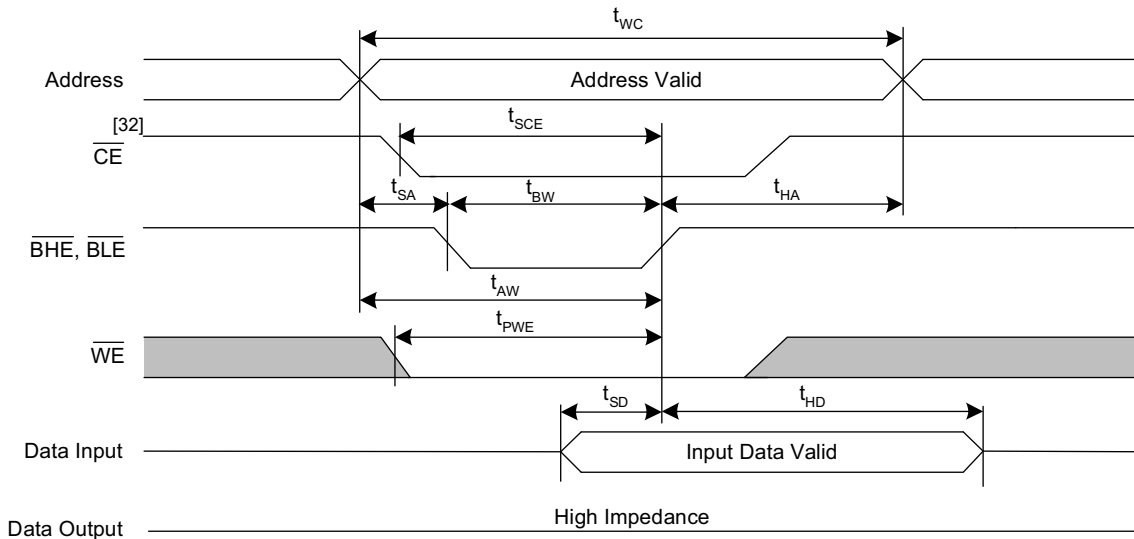 tWC
Address
Address Valid
[32]
CE
tSCE
tSA
tBW
tHA
BHE, BLE
tAW
tPWE
WE
tSD
tHD
Data Input
Input Data Valid
High Impedance
Data Output